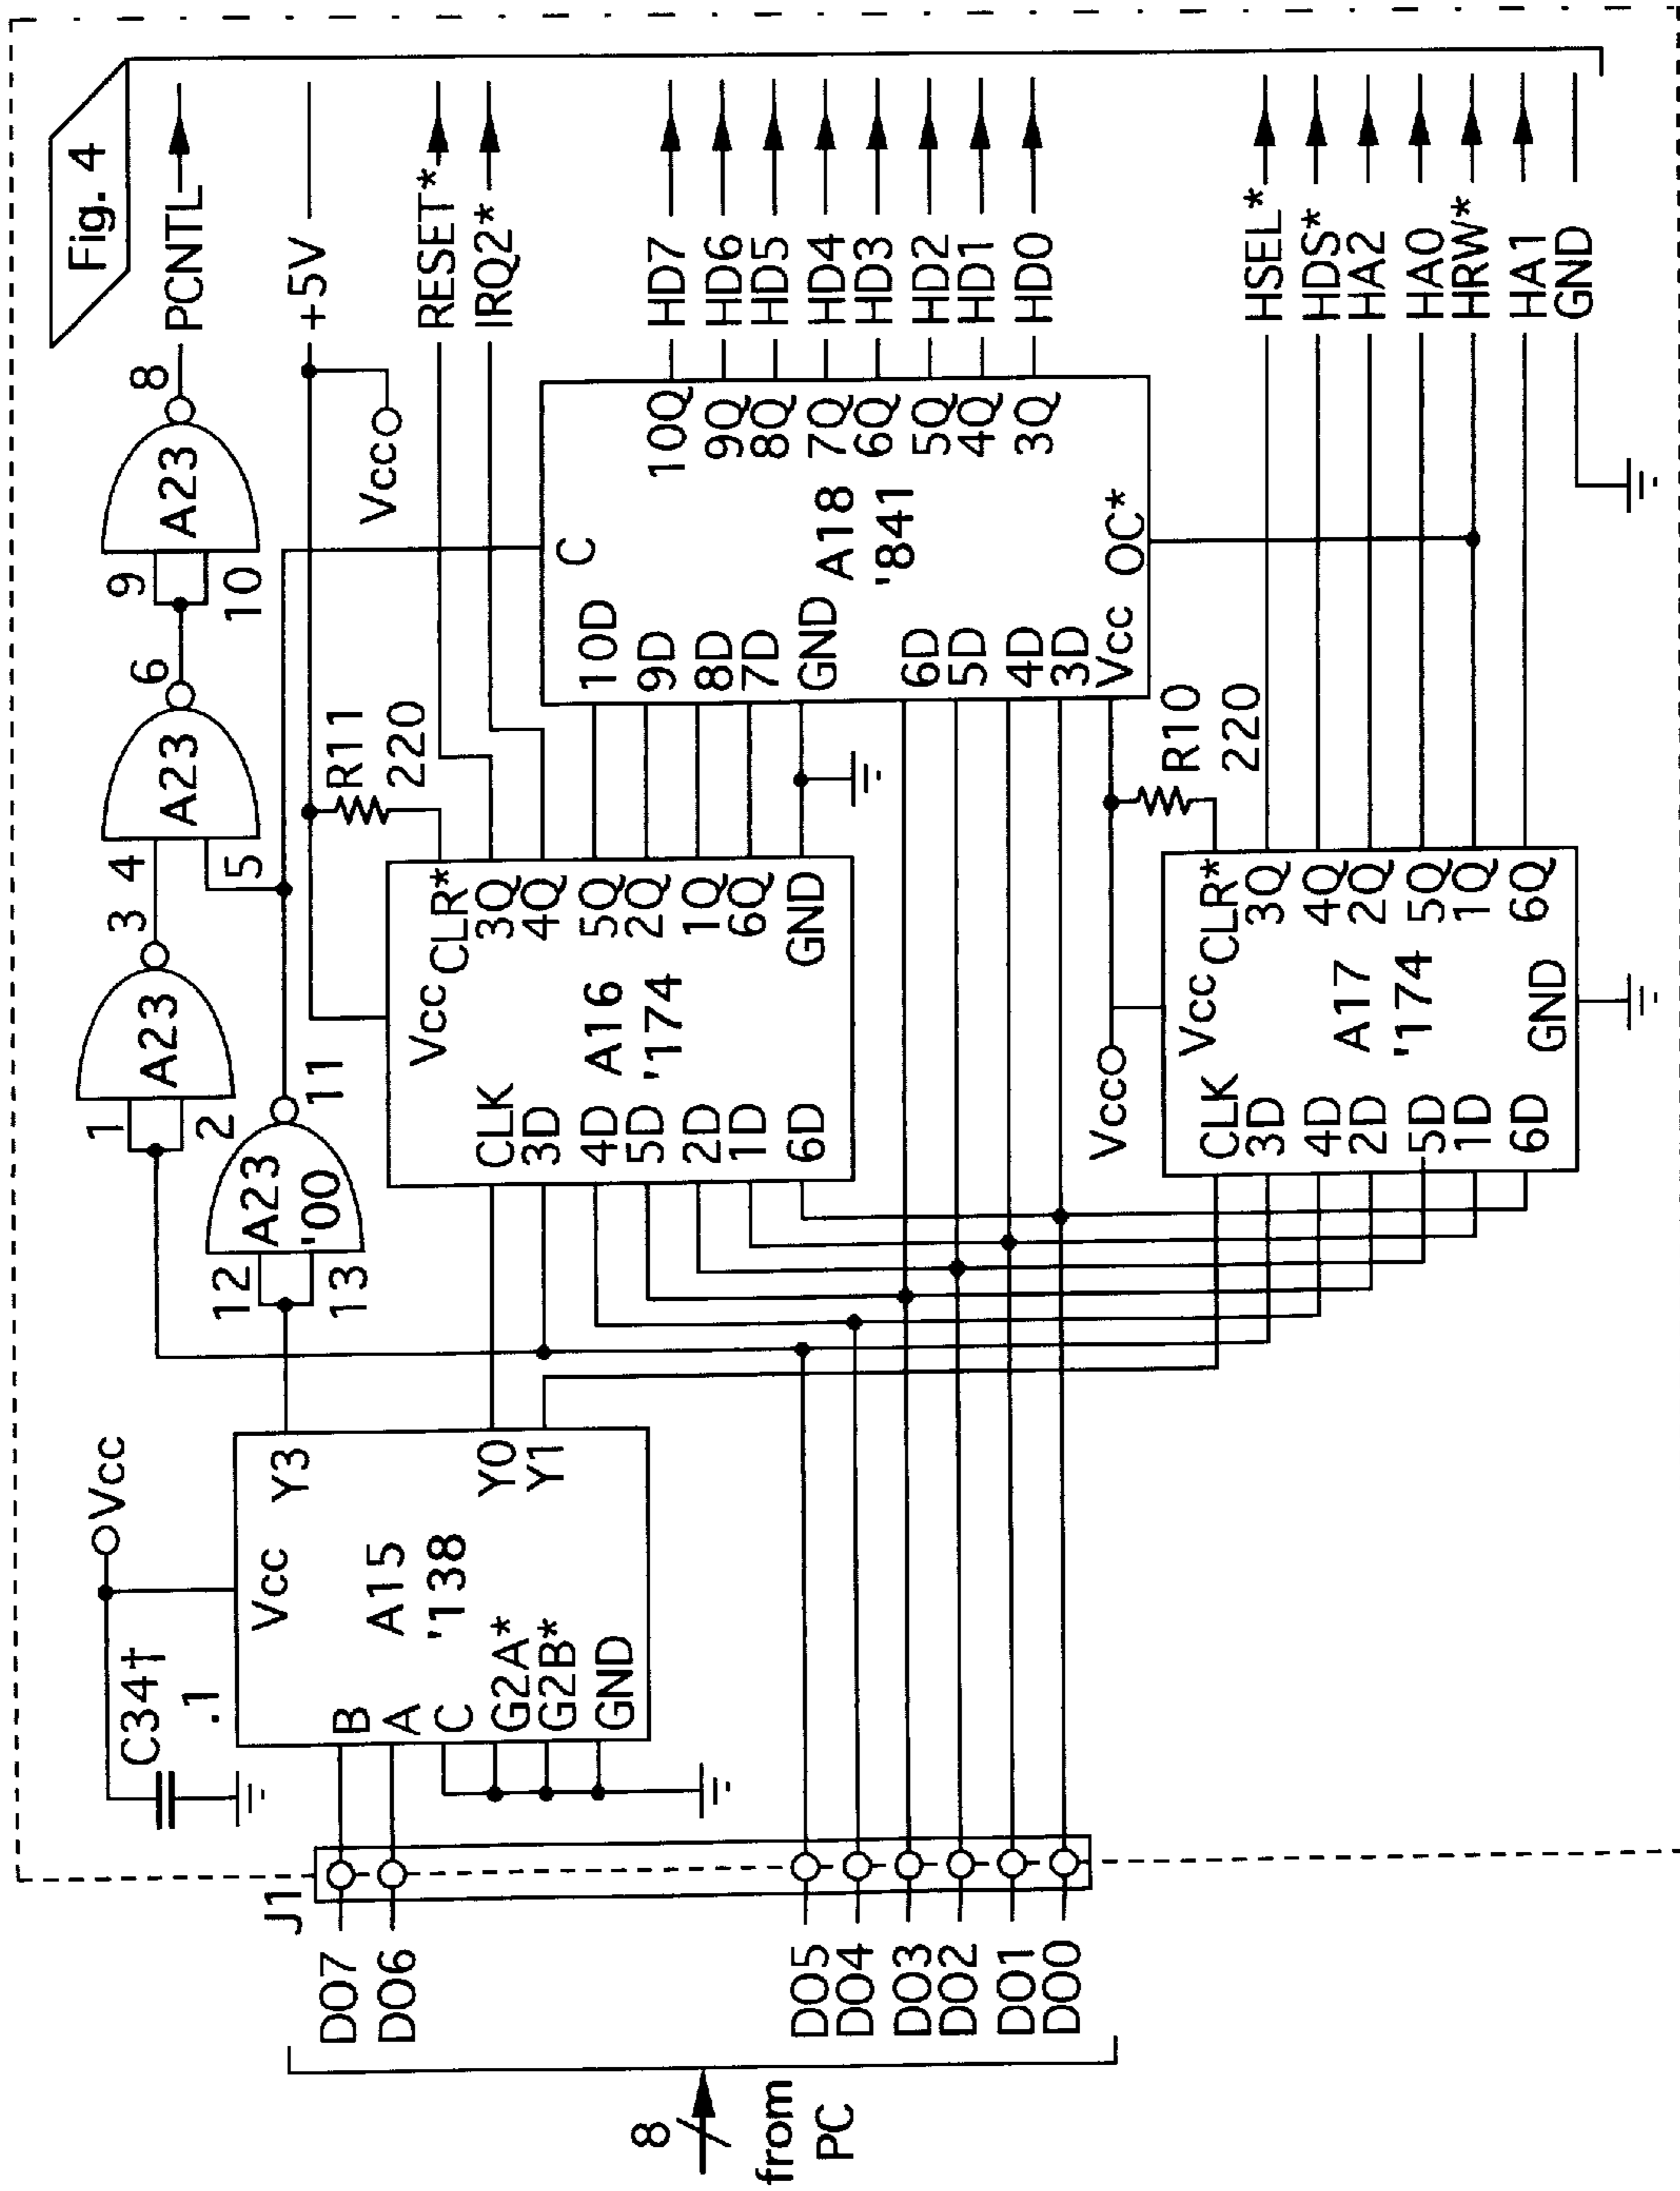 Fig. 4
8
from
PC
DO7
DO6
DO5
DO4
DO3
DO2
DO1
DO0
J1
C34†
.1
Vcc
Vcc
A15
'138
B
A
C
G2A*
G2B*
GND
Y3
Y0
Y1
12
13
A23
'00
11
1
2
A23
3
4
5
A23
6
9
10
A23
8
PCNTL
+5V
Vcc
R11
220
RESET*
IRQ2*
Vcc
CLK
3D
4D
5D
2D
1D
6D
A16
'174
CLR*
3Q
4Q
5Q
2Q
1Q
6Q
GND
C
10D
9D
8D
7D
GND
6D
5D
4D
3D
Vcc
OC*
A18
'841
10Q
9Q
8Q
7Q
6Q
5Q
4Q
3Q
HD7
HD6
HD5
HD4
HD3
HD2
HD1
HD0
Vcc
R10
220
Vcc
CLK
3D
4D
2D
5D
1D
6D
A17
'174
GND
CLR*
3Q
4Q
2Q
5Q
1Q
6Q
HSEL*
HDS*
HA2
HA0
HRW*
HA1
GND